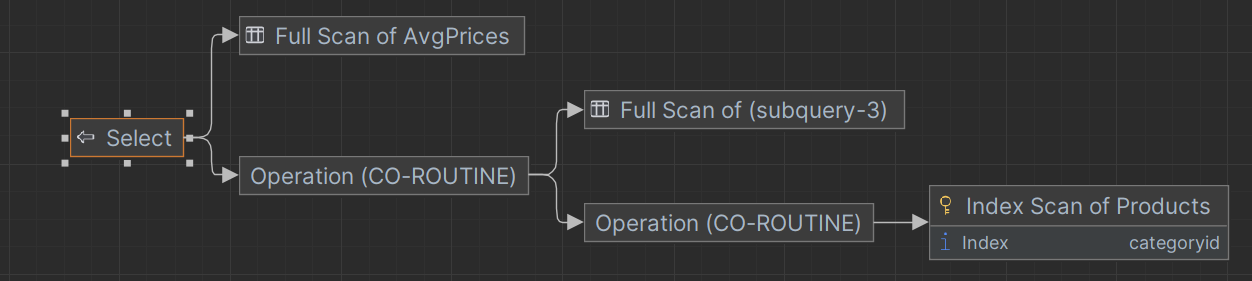 Full Scan of AvgPrices
Select
Operation (CO-ROUTINE)
Full Scan of (subquery-3)
Operation (CO-ROUTINE)
Index Scan of Products
Index categoryid